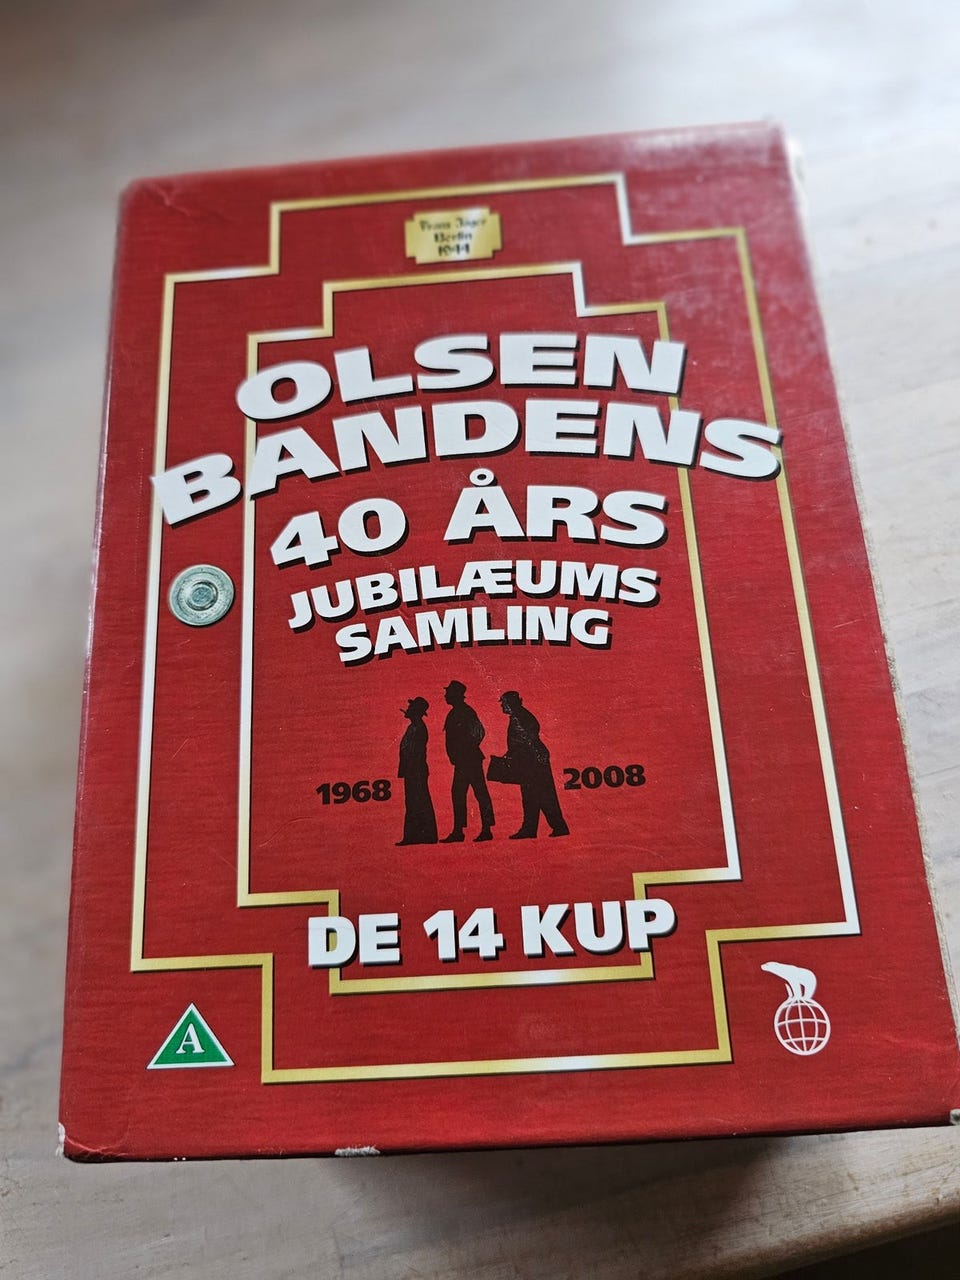 Franz Jäger
Berlin
1944
OLSEN
BANDENS
40 ÅRS
JUBILÆUMS
SAMLING
1968
2008
DE 14 KUP
A